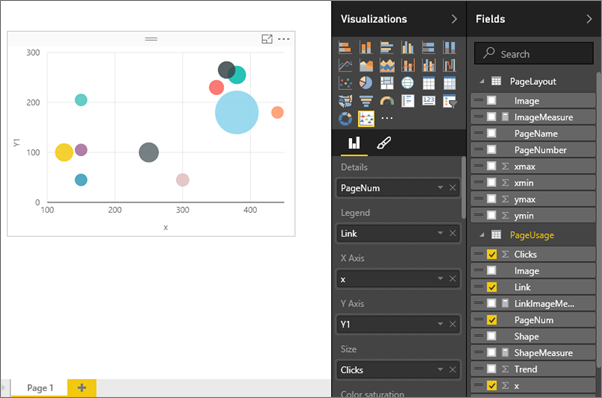 300
200
100
0
Y1
100
200
300
400
x
Page 1
Visualizations
Details
PageNum
Legend
Link
X Axis
x
Y Axis
Y1
Size
Clicks
Color saturation
Fields
Search
PageLayout
Image
ImageMeasure
PageName
PageNumber
xmax
xmin
ymax
ymin
PageUsage
Clicks
Image
Link
LinkImageMe...
PageNum
Shape
ShapeMeasure
Trend
x